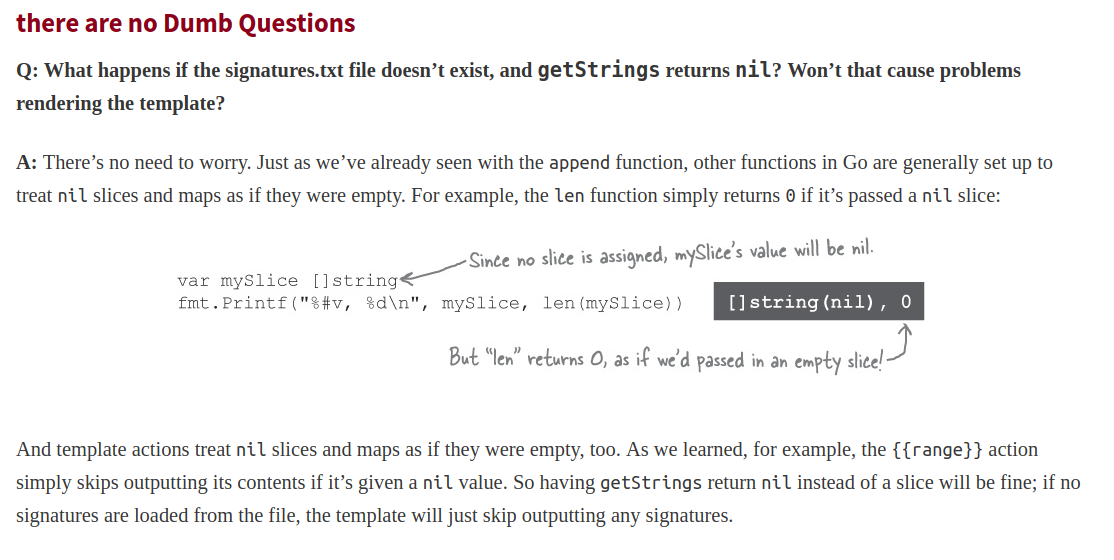 there are no Dumb Questions
Q: What happens if the signatures.txt file doesn’t exist, and getStrings returns nil? Won’t that cause problems
rendering the template?
A: There’s no need to worry. Just as we’ve already seen with the append function, other functions in Go are generally set up to
treat nil slices and maps as if they were empty. For example, the len function simply returns 0 if it’s passed a nil slice:
Since no slice is assigned, mySlice’s value will be nil.
var mySlice []string
fmt.Printf("%#v, %d\n", mySlice, len(mySlice))
[]string(nil), 0
But “len” returns 0, as if we’d passed in an empty slice!
And template actions treat nil slices and maps as if they were empty, too. As we learned, for example, the {{range}} action
simply skips outputting its contents if it’s given a nil value. So having getStrings return nil instead of a slice will be fine; if no
signatures are loaded from the file, the template will just skip outputting any signatures.